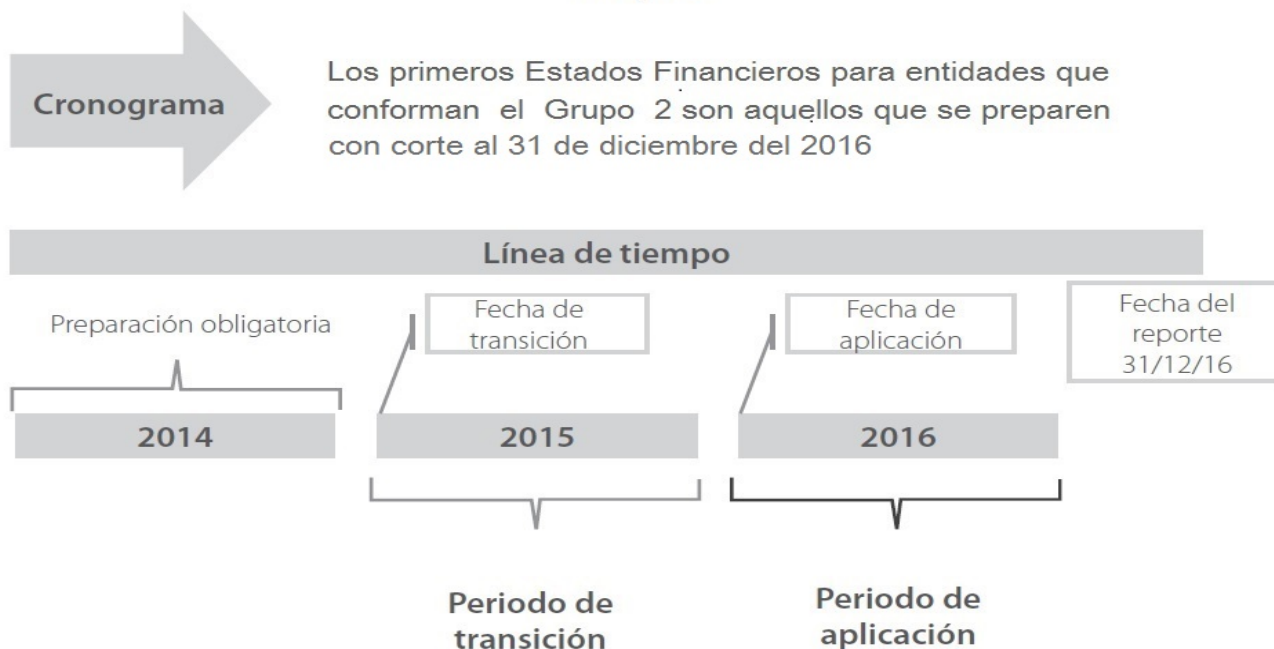 Cronograma
Los primeros Estados Financieros para entidades que
conforman el Grupo 2 son aquellos que se preparen
con corte al 31 de diciembre del 2016
Línea de tiempo
Preparación obligatoria
Fecha de
transición
Fecha de
aplicación
Fecha del
reporte
31/12/16
2014
2015
2016
Periodo de
transición
Periodo de
aplicación